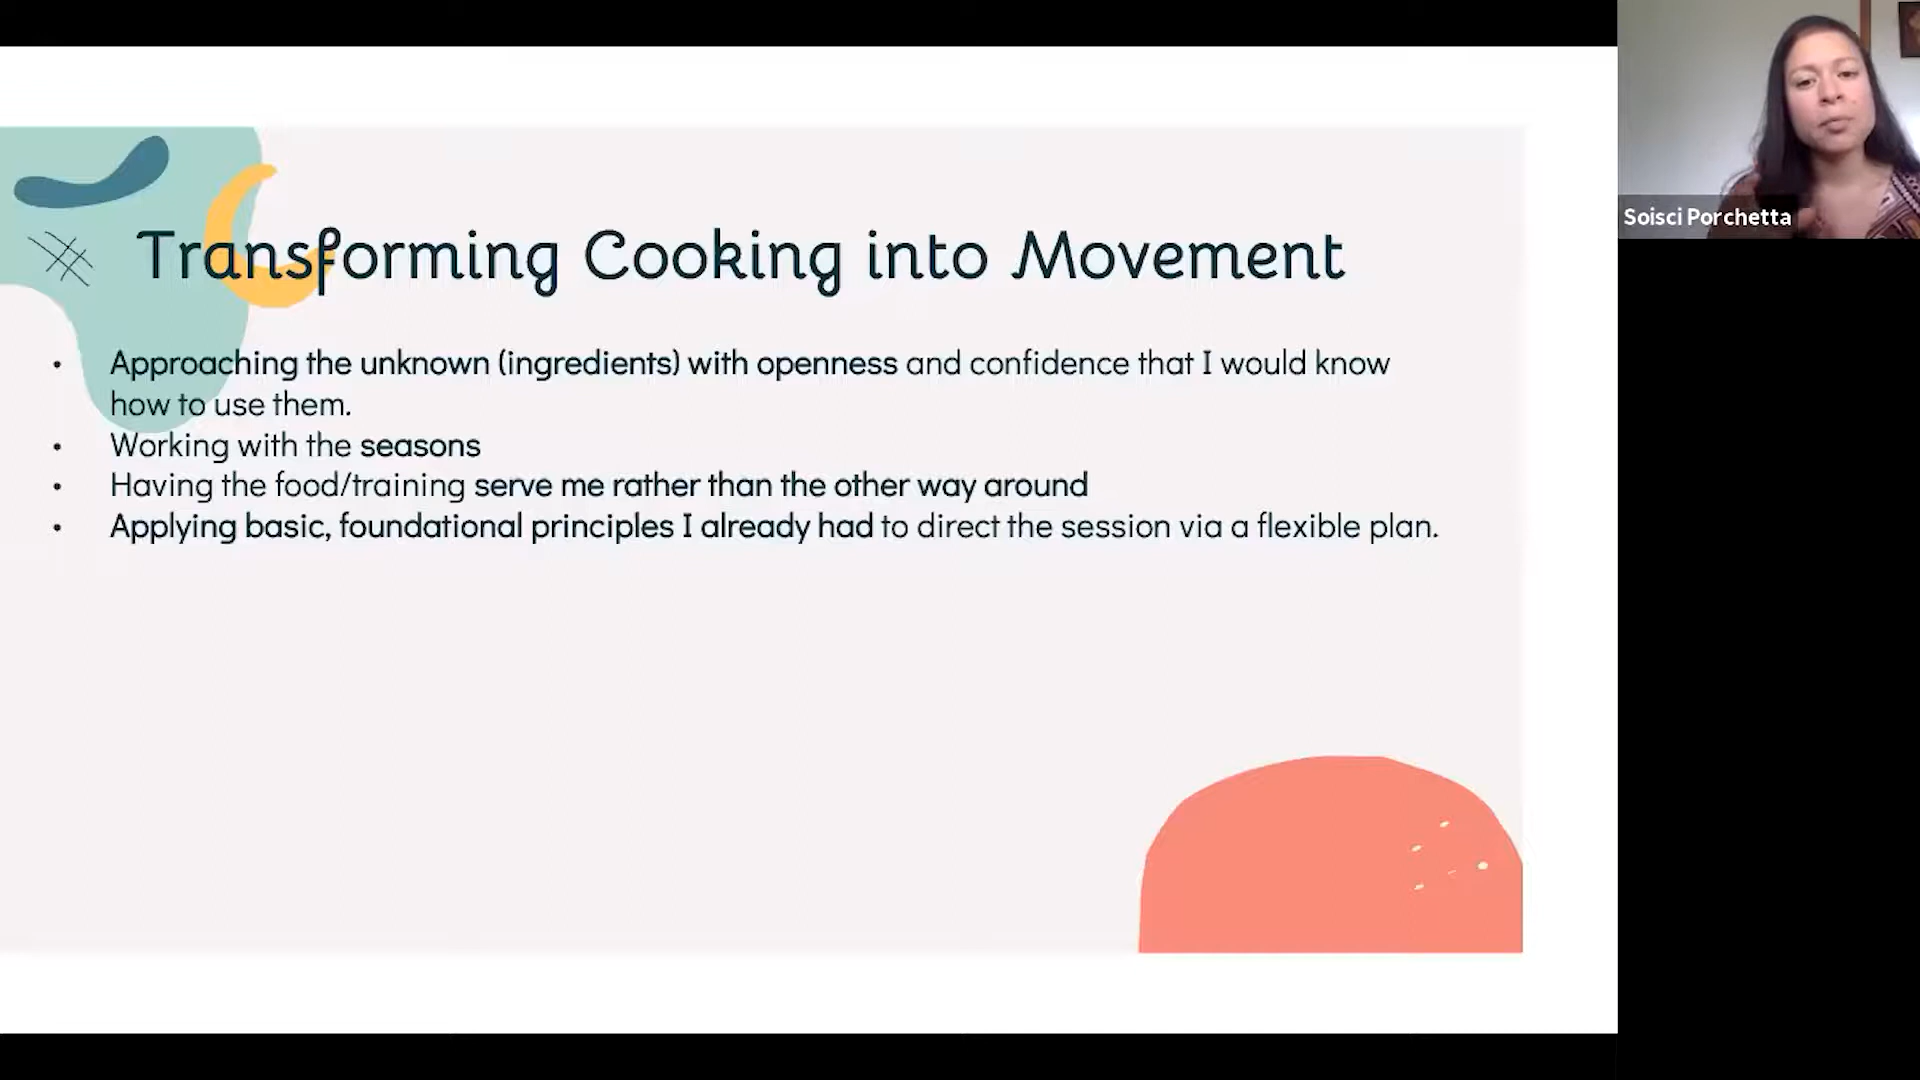 Transforming Cooking into Movement
• Approaching the unknown (ingredients) with openness and confidence that I would know
how to use them.
• Working with the seasons
• Having the food/training serve me rather than the other way around
• Applying basic, foundational principles I already had to direct the session via a flexible plan.
Soisci Porchetta